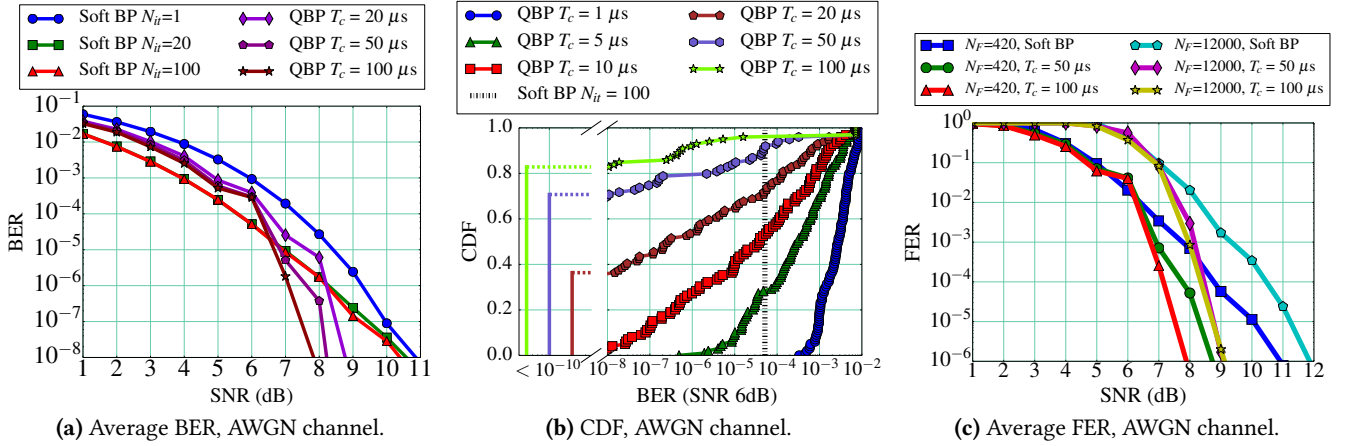 Soft BP N_it=1
Soft BP N_it=20
Soft BP N_it=100
QBP T_c = 20 μs
QBP T_c = 50 μs
QBP T_c = 100 μs
BER
10^-1
10^-2
10^-3
10^-4
10^-5
10^-6
10^-7
10^-8
1 2 3 4 5 6 7 8 9 10 11
SNR (dB)
(a) Average BER, AWGN channel.
QBP T_c = 1 μs
QBP T_c = 5 μs
QBP T_c = 10 μs
Soft BP N_it = 100
QBP T_c = 20 μs
QBP T_c = 50 μs
QBP T_c = 100 μs
CDF
1.0
0.8
0.6
0.4
0.2
0.0
< 10^-10 10^-8 10^-7 10^-6 10^-5 10^-4 10^-3 10^-2
BER (SNR 6dB)
(b) CDF, AWGN channel.
N_F=420, Soft BP
N_F=420, T_c = 50 μs
N_F=420, T_c = 100 μs
N_F=12000, Soft BP
N_F=12000, T_c = 50 μs
N_F=12000, T_c = 100 μs
FER
10^0
10^-1
10^-2
10^-3
10^-4
10^-5
10^-6
1 2 3 4 5 6 7 8 9 10 11 12
SNR (dB)
(c) Average FER, AWGN channel.